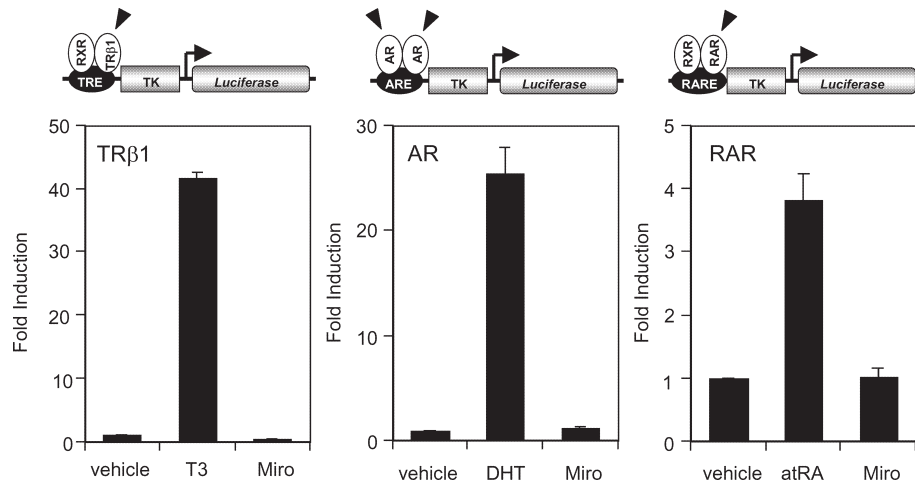 RXR
TRβ1
TRE
TK
Luciferase
AR
AR
ARE
TK
Luciferase
RXR
RAR
RARE
TK
Luciferase
TRβ1
Fold Induction
50
40
30
20
10
0
vehicle T3 Miro
AR
Fold Induction
30
20
10
0
vehicle DHT Miro
RAR
Fold Induction
5
4
3
2
1
0
vehicle atRA Miro